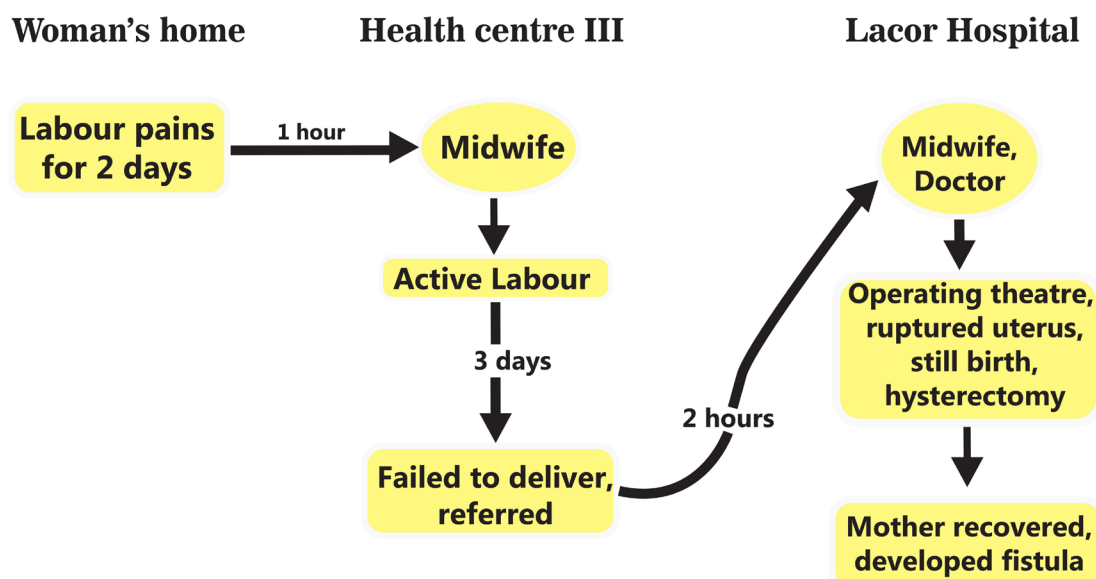 Woman's home
Labour pains
for 2 days
1 hour
Health centre III
Midwife
Active Labour
3 days
Failed to deliver,
referred
2 hours
Lacor Hospital
Midwife,
Doctor
Operating theatre,
ruptured uterus,
still birth,
hysterectomy
Mother recovered,
developed fistula